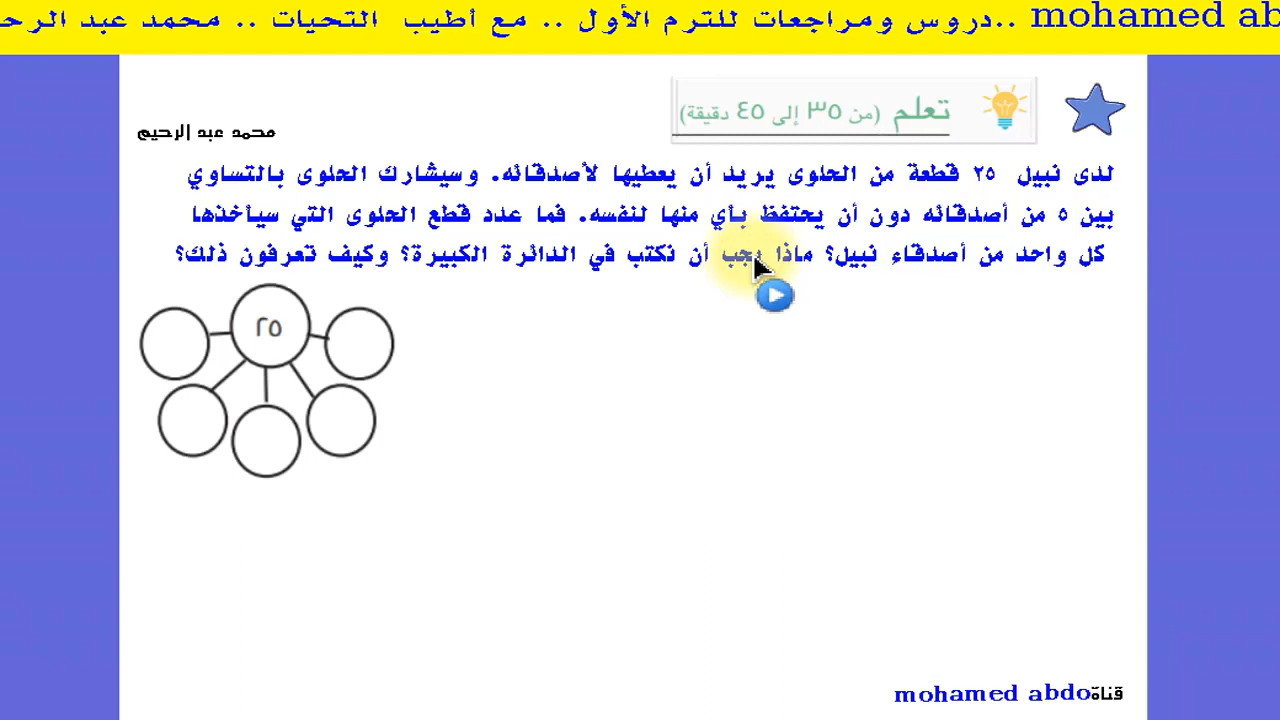 mohamed ab ..دروس ومراجعات للترم الأول .. مع أطيب التحيات .. محمد عبد
تعلم (من ٣٥ إلى ٤٥ دقيقة)
محمد عبد الرحيم
لدى نبيل ٢٥ قطعة من الحلوى يريد أن يعطيها لأصدقائه. وسيشارك الحلوى بالتساوي
بين ٥ من أصدقائه دون أن يحتفظ بأي منها لنفسه. فما عدد قطع الحلوى التي سيأخذها
كل واحد من أصدقاء نبيل؟ ماذا يجب أن نكتب في الدائرة الكبيرة؟ وكيف تعرفون ذلك؟
٢٥
قناة mohamed abdo